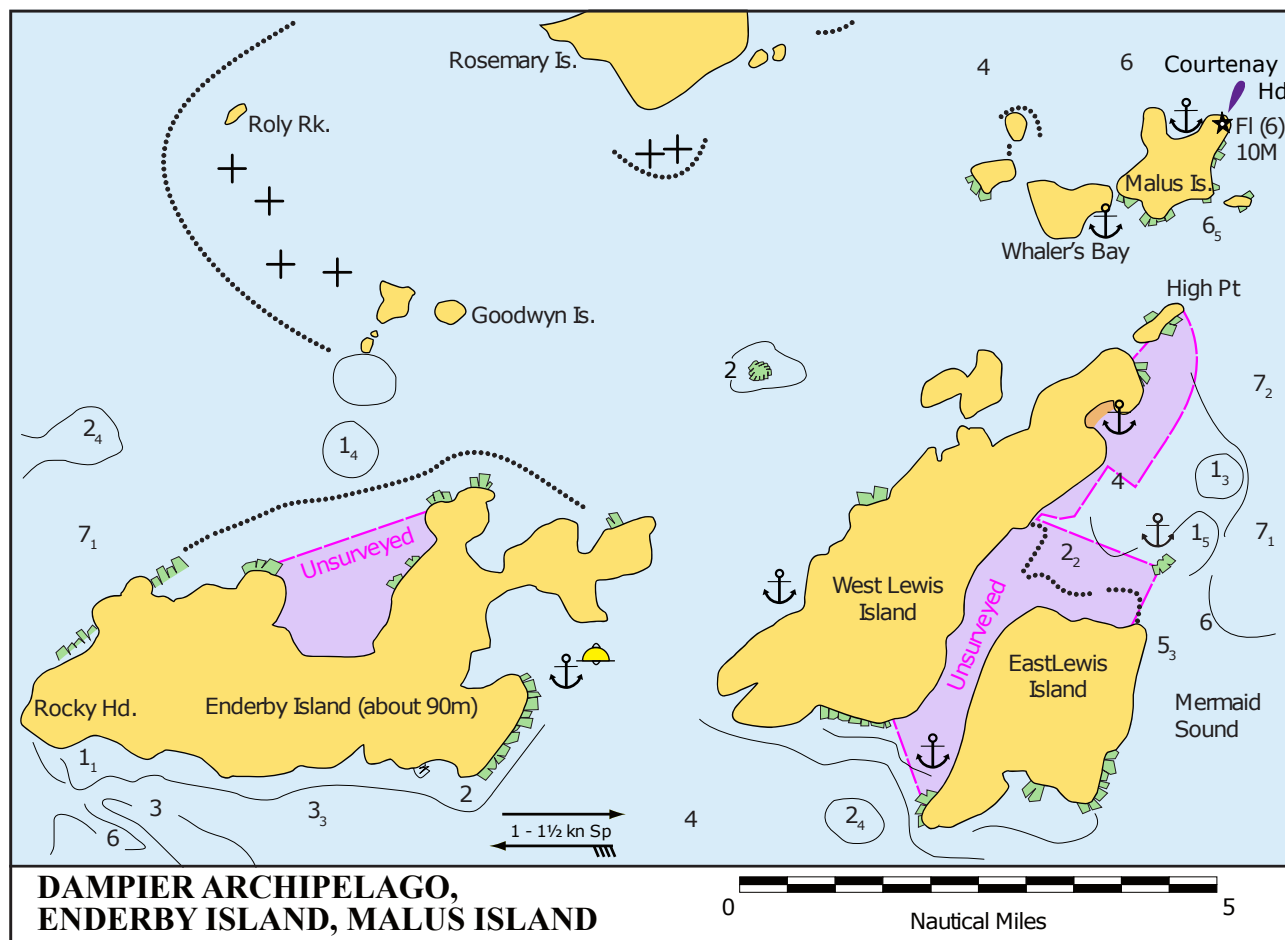 Rosemary Is.
4
6
Courtenay
Hd
Roly Rk.
Fl (6)
10M
Malus Is.
6₅
Whaler's Bay
High Pt
Goodwyn Is.
2
7₂
2₄
1₄
1₃
4
7₁
Unsurveyed
1₅
7₁
2₂
West Lewis
Island
Unsurveyed
6
5₃
EastLewis
Island
Rocky Hd.
Enderby Island (about 90m)
Mermaid
Sound
1₁
3
3₃
2
2₄
6
4
1 - 1½ kn Sp
DAMPIER ARCHIPELAGO,
ENDERBY ISLAND, MALUS ISLAND
0
5
Nautical Miles